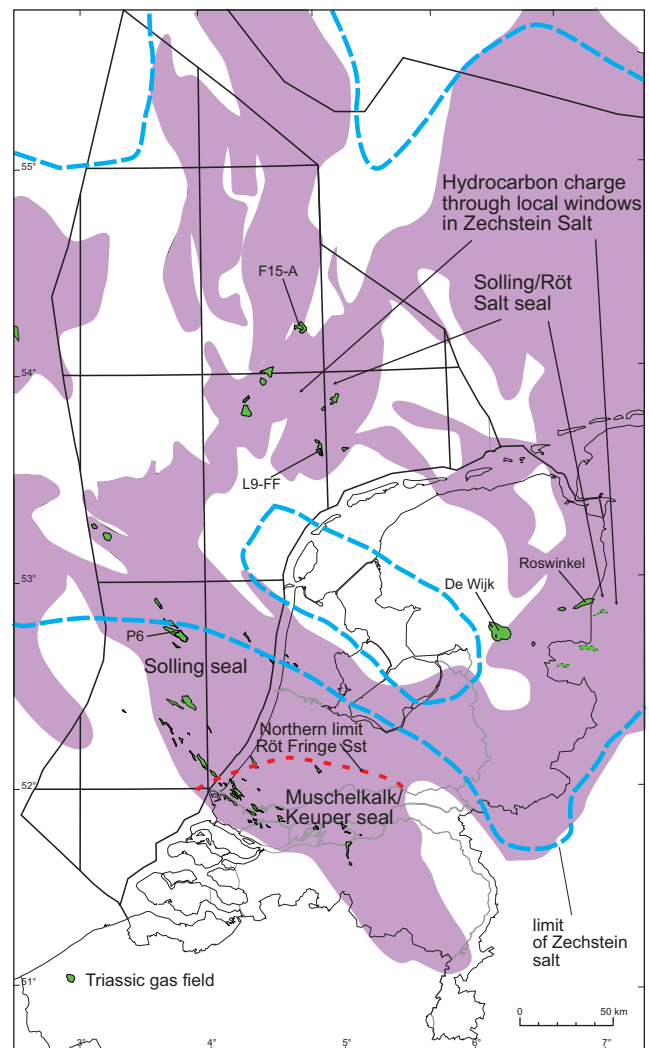 55°
Hydrocarbon charge
through local windows
in Zechstein Salt
F15-A
Solling/Röt
Salt seal
54°
L9-FF
53°
De Wijk
Roswinkel
P6
Solling seal
Northern limit
Röt Fringe Sst
52°
Muschelkalk/
Keuper seal
limit
of Zechstein
salt
51°
Triassic gas field
0 50 km
3° 4° 5° 6° 7°